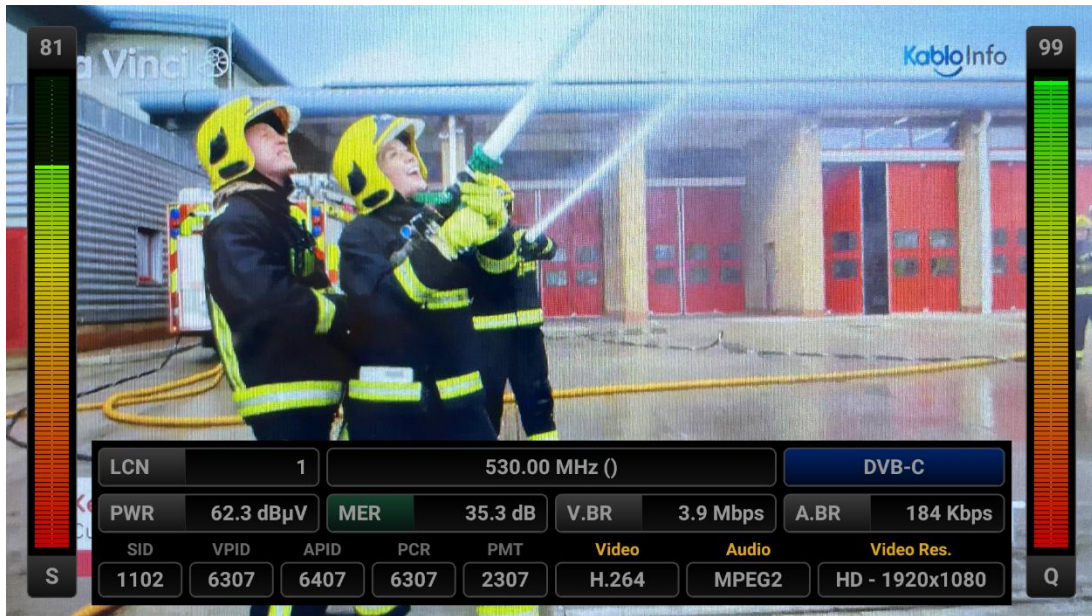 81
99
a Vinci
KabloInfo
LCN 1
530.00 MHz ()
DVB-C
PWR 62.3 dBµV
MER 35.3 dB
V.BR 3.9 Mbps
A.BR 184 Kbps
SID VPID APID PCR PMT Video Audio Video Res.
S
1102 6307 6407 6307 2307 H.264 MPEG2 HD - 1920x1080
Q